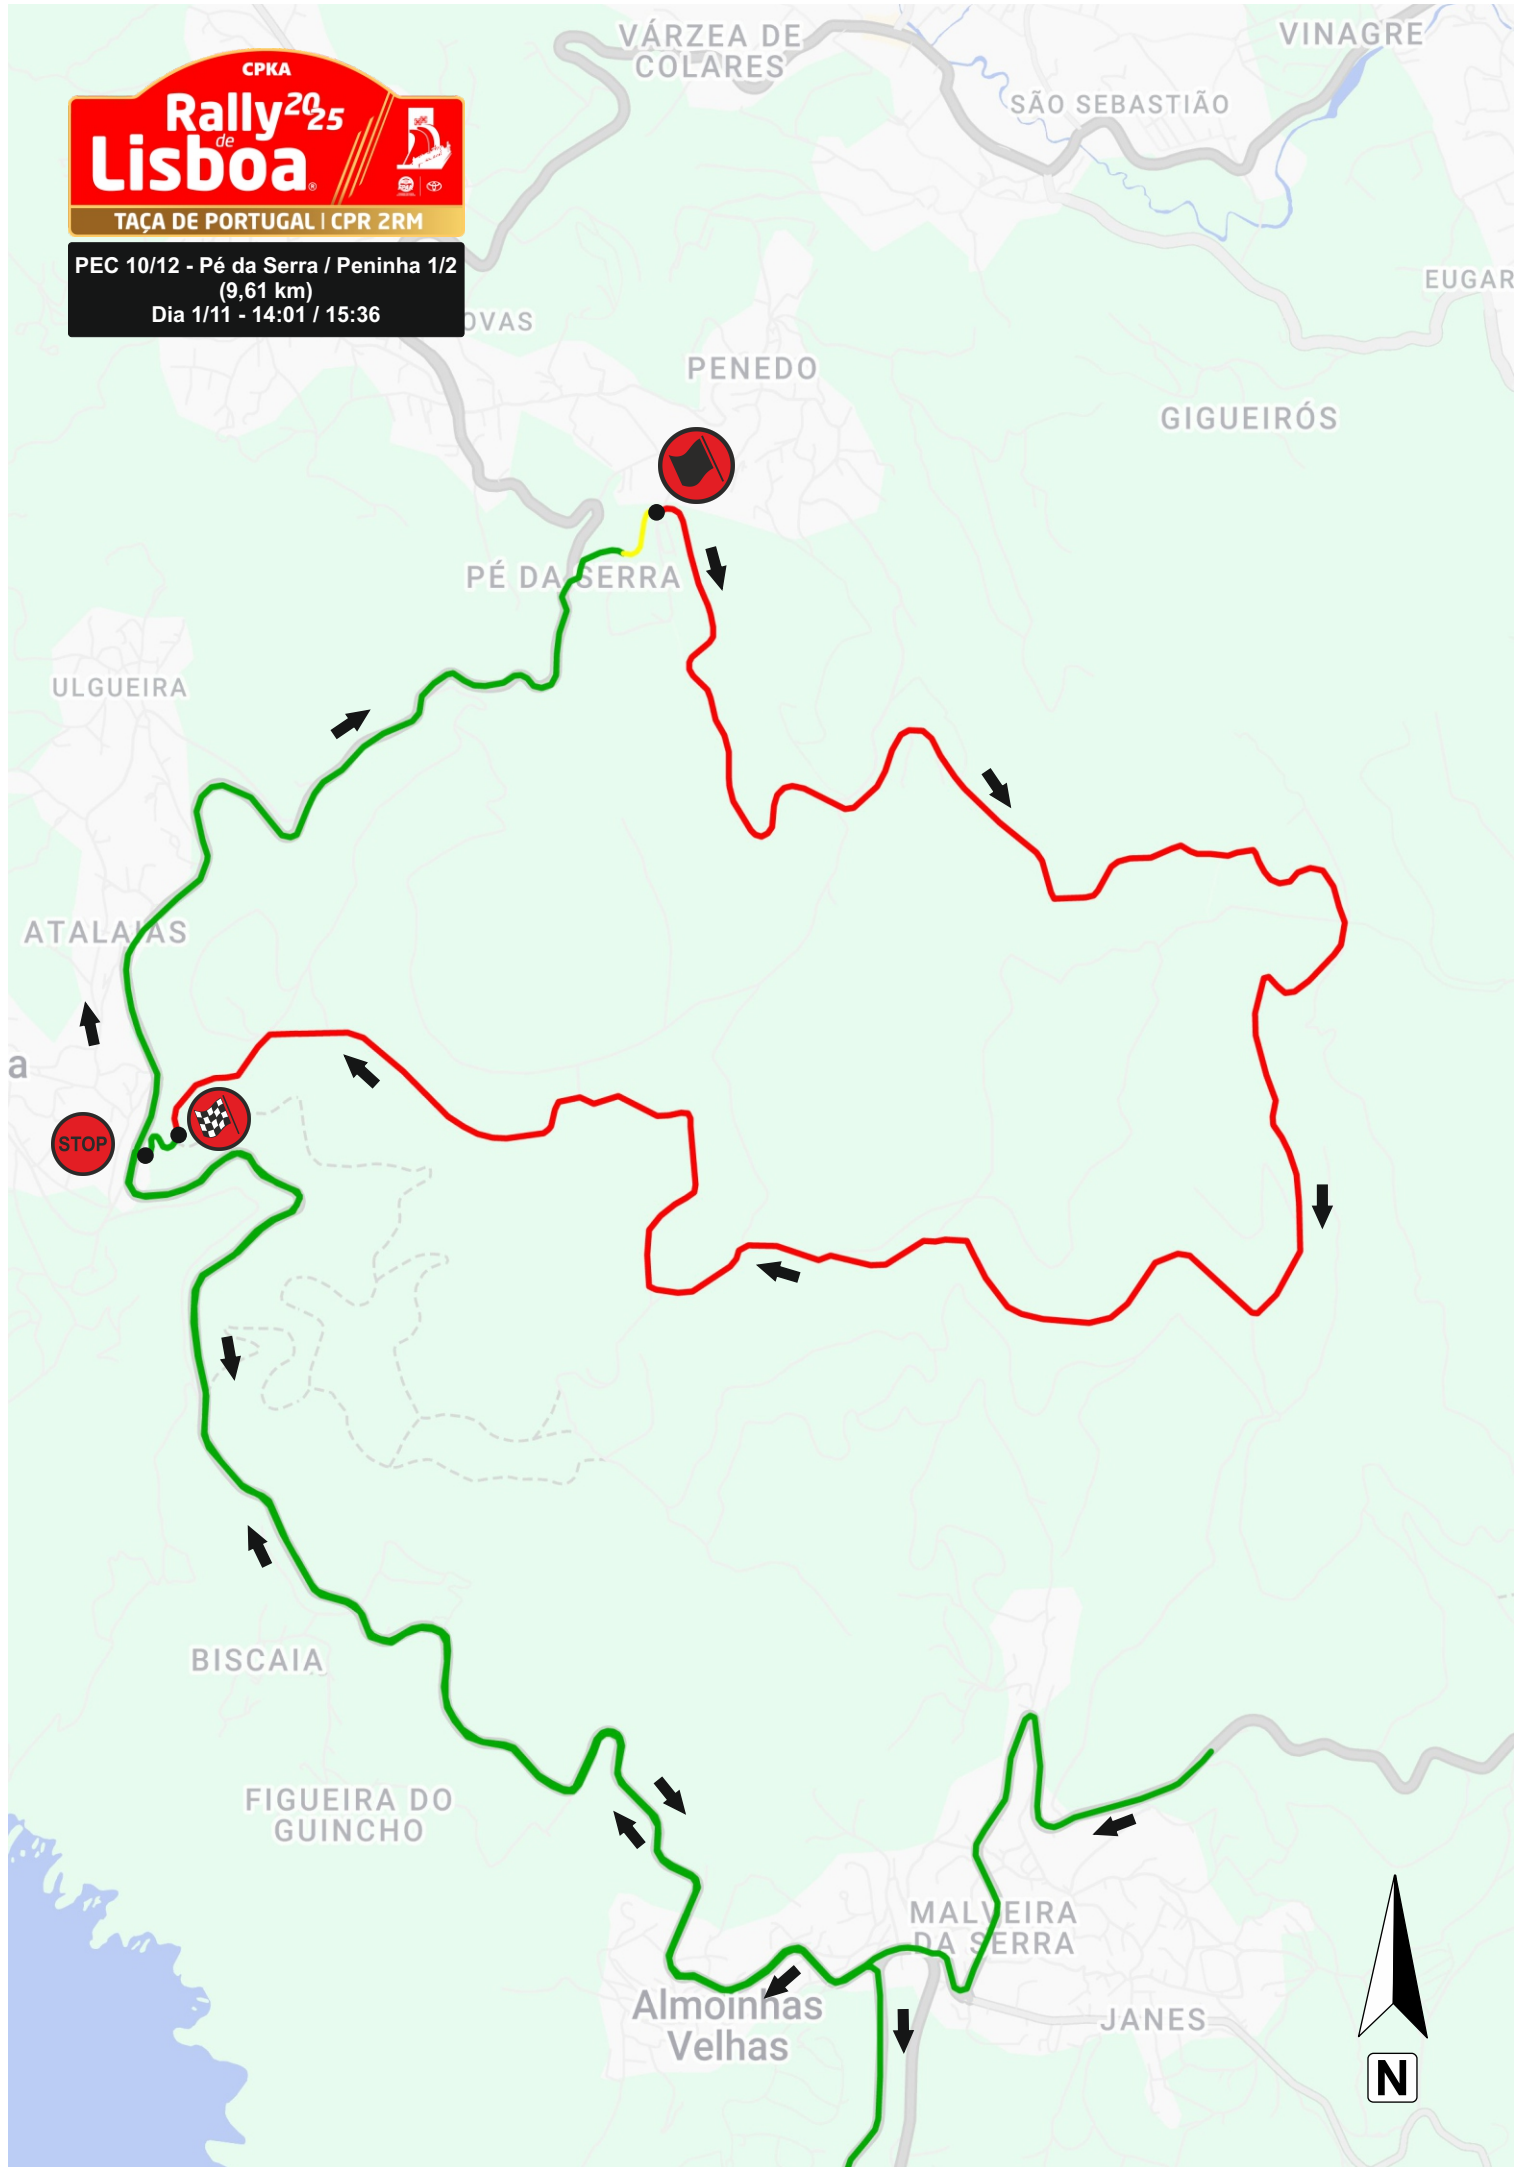 VÁRZEA DE
COLARES
VINAGRE
SÃO SEBASTIÃO
CPKA
Rally 2025
de
Lisboa®
TAÇA DE PORTUGAL | CPR 2RM
PEC 10/12 - Pé da Serra / Peninha 1/2
(9,61 km)
Dia 1/11 - 14:01 / 15:36
EUGAR
OVAS
PENEDO
GIGUEIRÓS
PÉ DA SERRA
ULGUEIRA
ATALAIAS
a
STOP
BISCAIA
FIGUEIRA DO
GUINCHO
MALVEIRA
DA SERRA
Almoinhas
Velhas
JANES
N